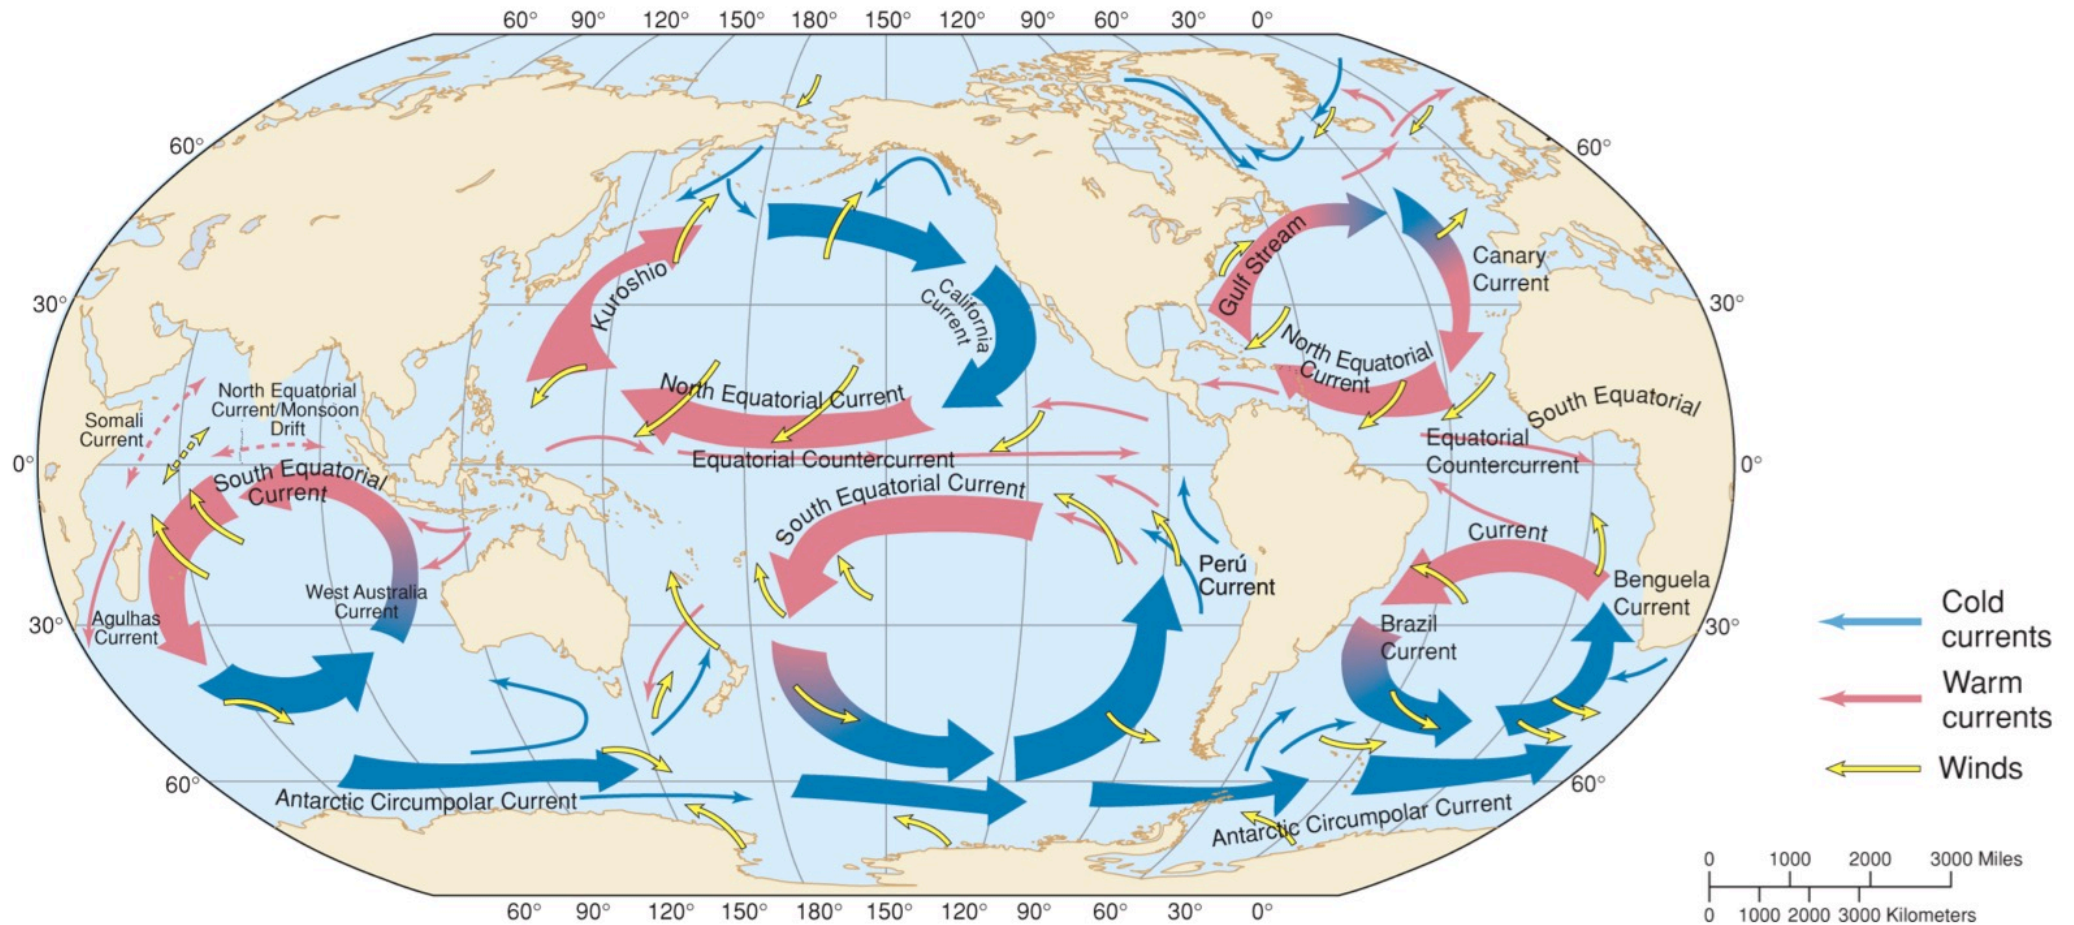 60° 90° 120° 150° 180° 150° 120° 90° 60° 30° 0°
60°
60°
30°
30°
0°
0°
30°
30°
60°
60°
Kuroshio
California
Current
Gulf Stream
Canary
Current
North Equatorial
Current
North Equatorial Current
North Equatorial
Current/Monsoon
Drift
Somali
Current
South Equatorial
Current
Equatorial Countercurrent
Equatorial
Countercurrent
South Equatorial
Current
South Equatorial Current
West Australia
Current
Agulhas
Current
Perú
Current
Brazil
Current
Benguela
Current
Antarctic Circumpolar Current
Antarctic Circumpolar Current
60° 90° 120° 150° 180° 150° 120° 90° 60° 30° 0°
Cold
currents
Warm
currents
Winds
0 1000 2000 3000 Miles
0 1000 2000 3000 Kilometers